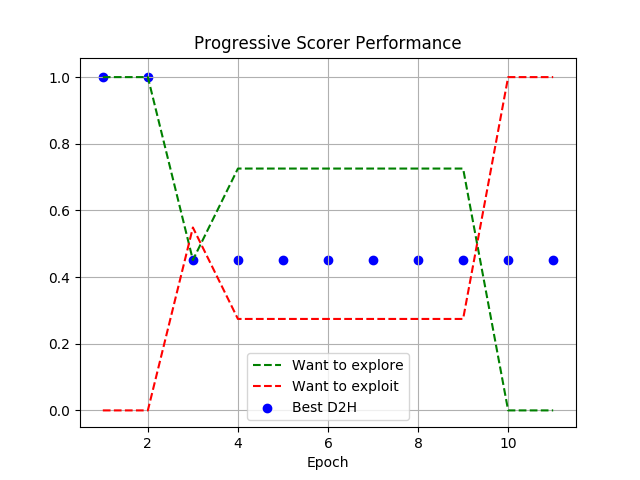 Progressive Scorer Performance
1.0
0.8
0.6
0.4
0.2
0.0
Want to explore
Want to exploit
Best D2H
2 4 6 8 10
Epoch